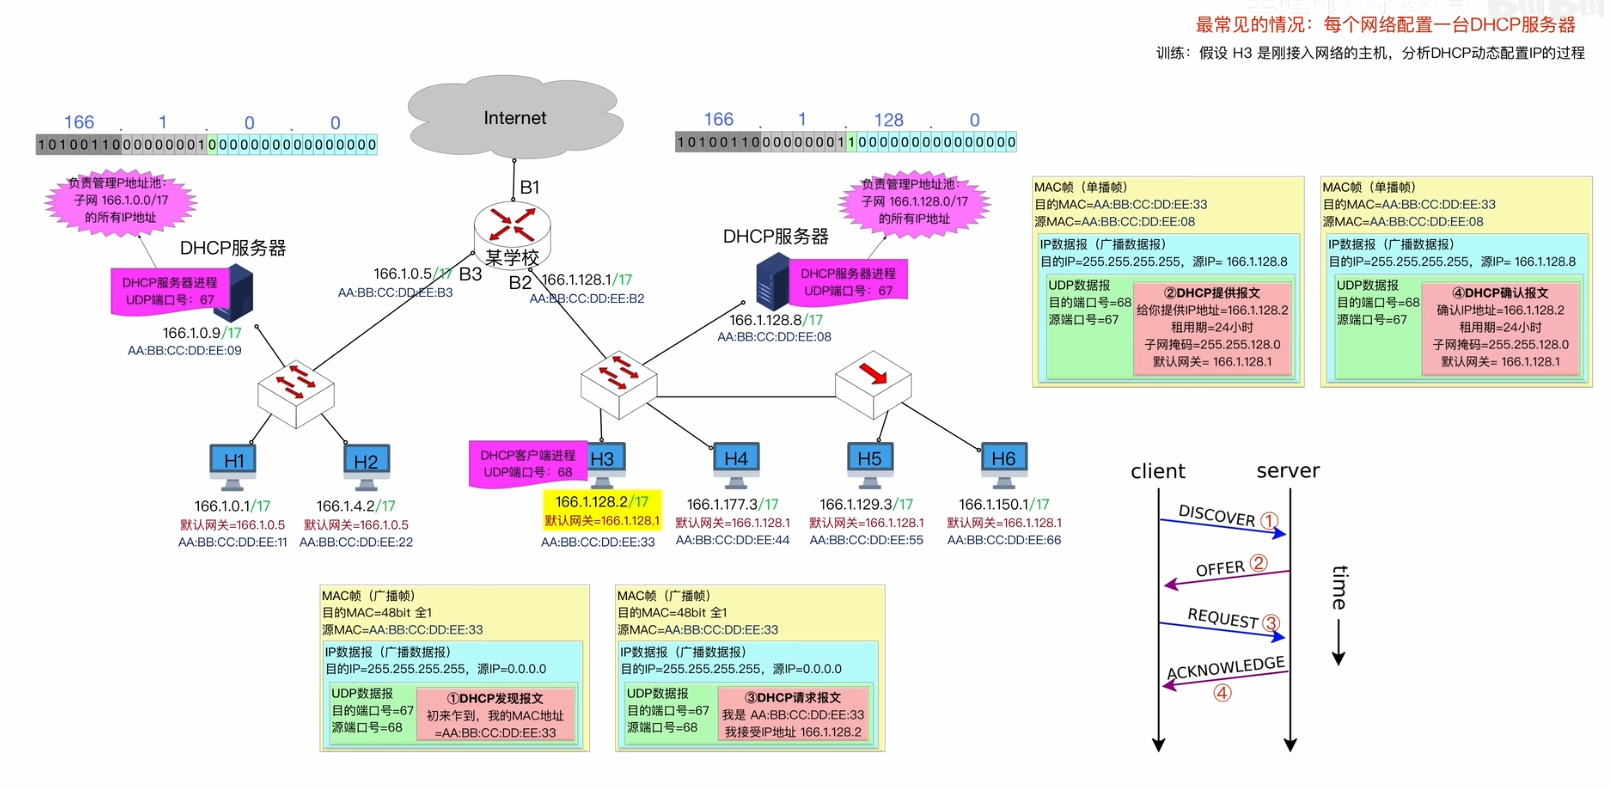 最常见的情况：每个网络配置一台DHCP服务器
训练：假设 H3 是刚接入网络的主机，分析DHCP动态配置IP的过程
166 . 1 . 0 . 0
10100110000000010000000000000000
166 . 1 . 128 . 0
10100110000000011000000000000000
Internet
B1
某学校
B3
B2
166.1.0.5/17
AA:BB:CC:DD:EE:B3
166.1.128.1/17
AA:BB:CC:DD:EE:B2
负责管理P地址池：
子网 166.1.0.0/17
的所有IP地址
DHCP服务器
DHCP服务器进程
UDP端口号：67
166.1.0.9/17
AA:BB:CC:DD:EE:09
负责管理P地址池：
子网 166.1.128.0/17
的所有IP地址
DHCP服务器
DHCP服务器进程
UDP端口号：67
166.1.128.8/17
AA:BB:CC:DD:EE:08
H1
166.1.0.1/17
默认网关=166.1.0.5
AA:BB:CC:DD:EE:11
H2
166.1.4.2/17
默认网关=166.1.0.5
AA:BB:CC:DD:EE:22
DHCP客户端进程
UDP端口号：68
H3
166.1.128.2/17
默认网关=166.1.128.1
AA:BB:CC:DD:EE:33
H4
166.1.177.3/17
默认网关=166.1.128.1
AA:BB:CC:DD:EE:44
H5
166.1.129.3/17
默认网关=166.1.128.1
AA:BB:CC:DD:EE:55
H6
166.1.150.1/17
默认网关=166.1.128.1
AA:BB:CC:DD:EE:66
MAC帧（单播帧）
目的MAC=AA:BB:CC:DD:EE:33
源MAC=AA:BB:CC:DD:EE:08
IP数据报（广播数据报）
目的IP=255.255.255.255，源IP= 166.1.128.8
UDP数据报
目的端口号=68
源端口号=67
②DHCP提供报文
给你提供IP地址=166.1.128.2
租用期=24小时
子网掩码=255.255.128.0
默认网关= 166.1.128.1
MAC帧（单播帧）
目的MAC=AA:BB:CC:DD:EE:33
源MAC=AA:BB:CC:DD:EE:08
IP数据报（广播数据报）
目的IP=255.255.255.255，源IP= 166.1.128.8
UDP数据报
目的端口号=68
源端口号=67
④DHCP确认报文
确认IP地址=166.1.128.2
租用期=24小时
子网掩码=255.255.128.0
默认网关= 166.1.128.1
MAC帧（广播帧）
目的MAC=48bit 全1
源MAC=AA:BB:CC:DD:EE:33
IP数据报（广播数据报）
目的IP=255.255.255.255，源IP=0.0.0.0
UDP数据报
目的端口号=67
源端口号=68
①DHCP发现报文
初来乍到，我的MAC地址
=AA:BB:CC:DD:EE:33
MAC帧（广播帧）
目的MAC=48bit 全1
源MAC=AA:BB:CC:DD:EE:33
IP数据报（广播数据报）
目的IP=255.255.255.255，源IP=0.0.0.0
UDP数据报
目的端口号=67
源端口号=68
③DHCP请求报文
我是 AA:BB:CC:DD:EE:33
我接受IP地址 166.1.128.2
client
server
DISCOVER ①
OFFER ②
REQUEST ③
ACKNOWLEDGE
④
time